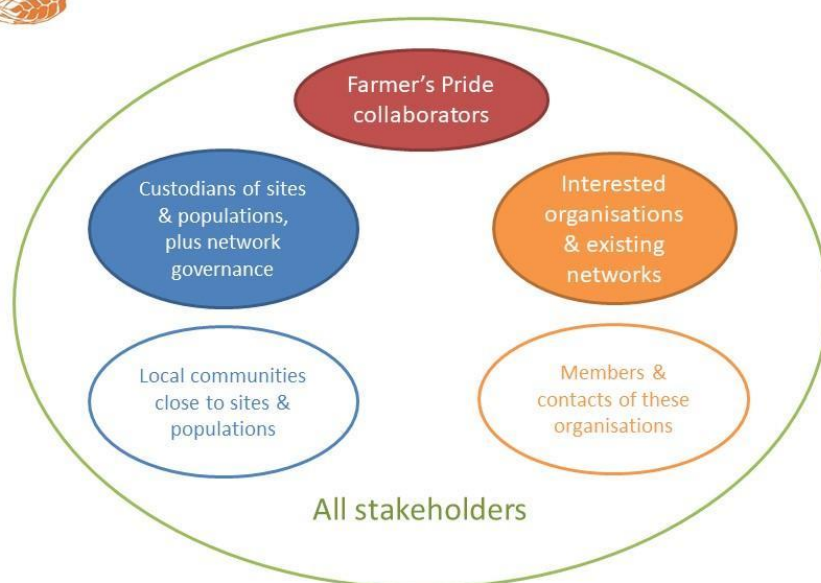 Farmer's Pride
collaborators
Custodians of sites
& populations,
plus network
governance
Interested
organisations
& existing
networks
Local communities
close to sites &
populations
Members &
contacts of these
organisations
All stakeholders